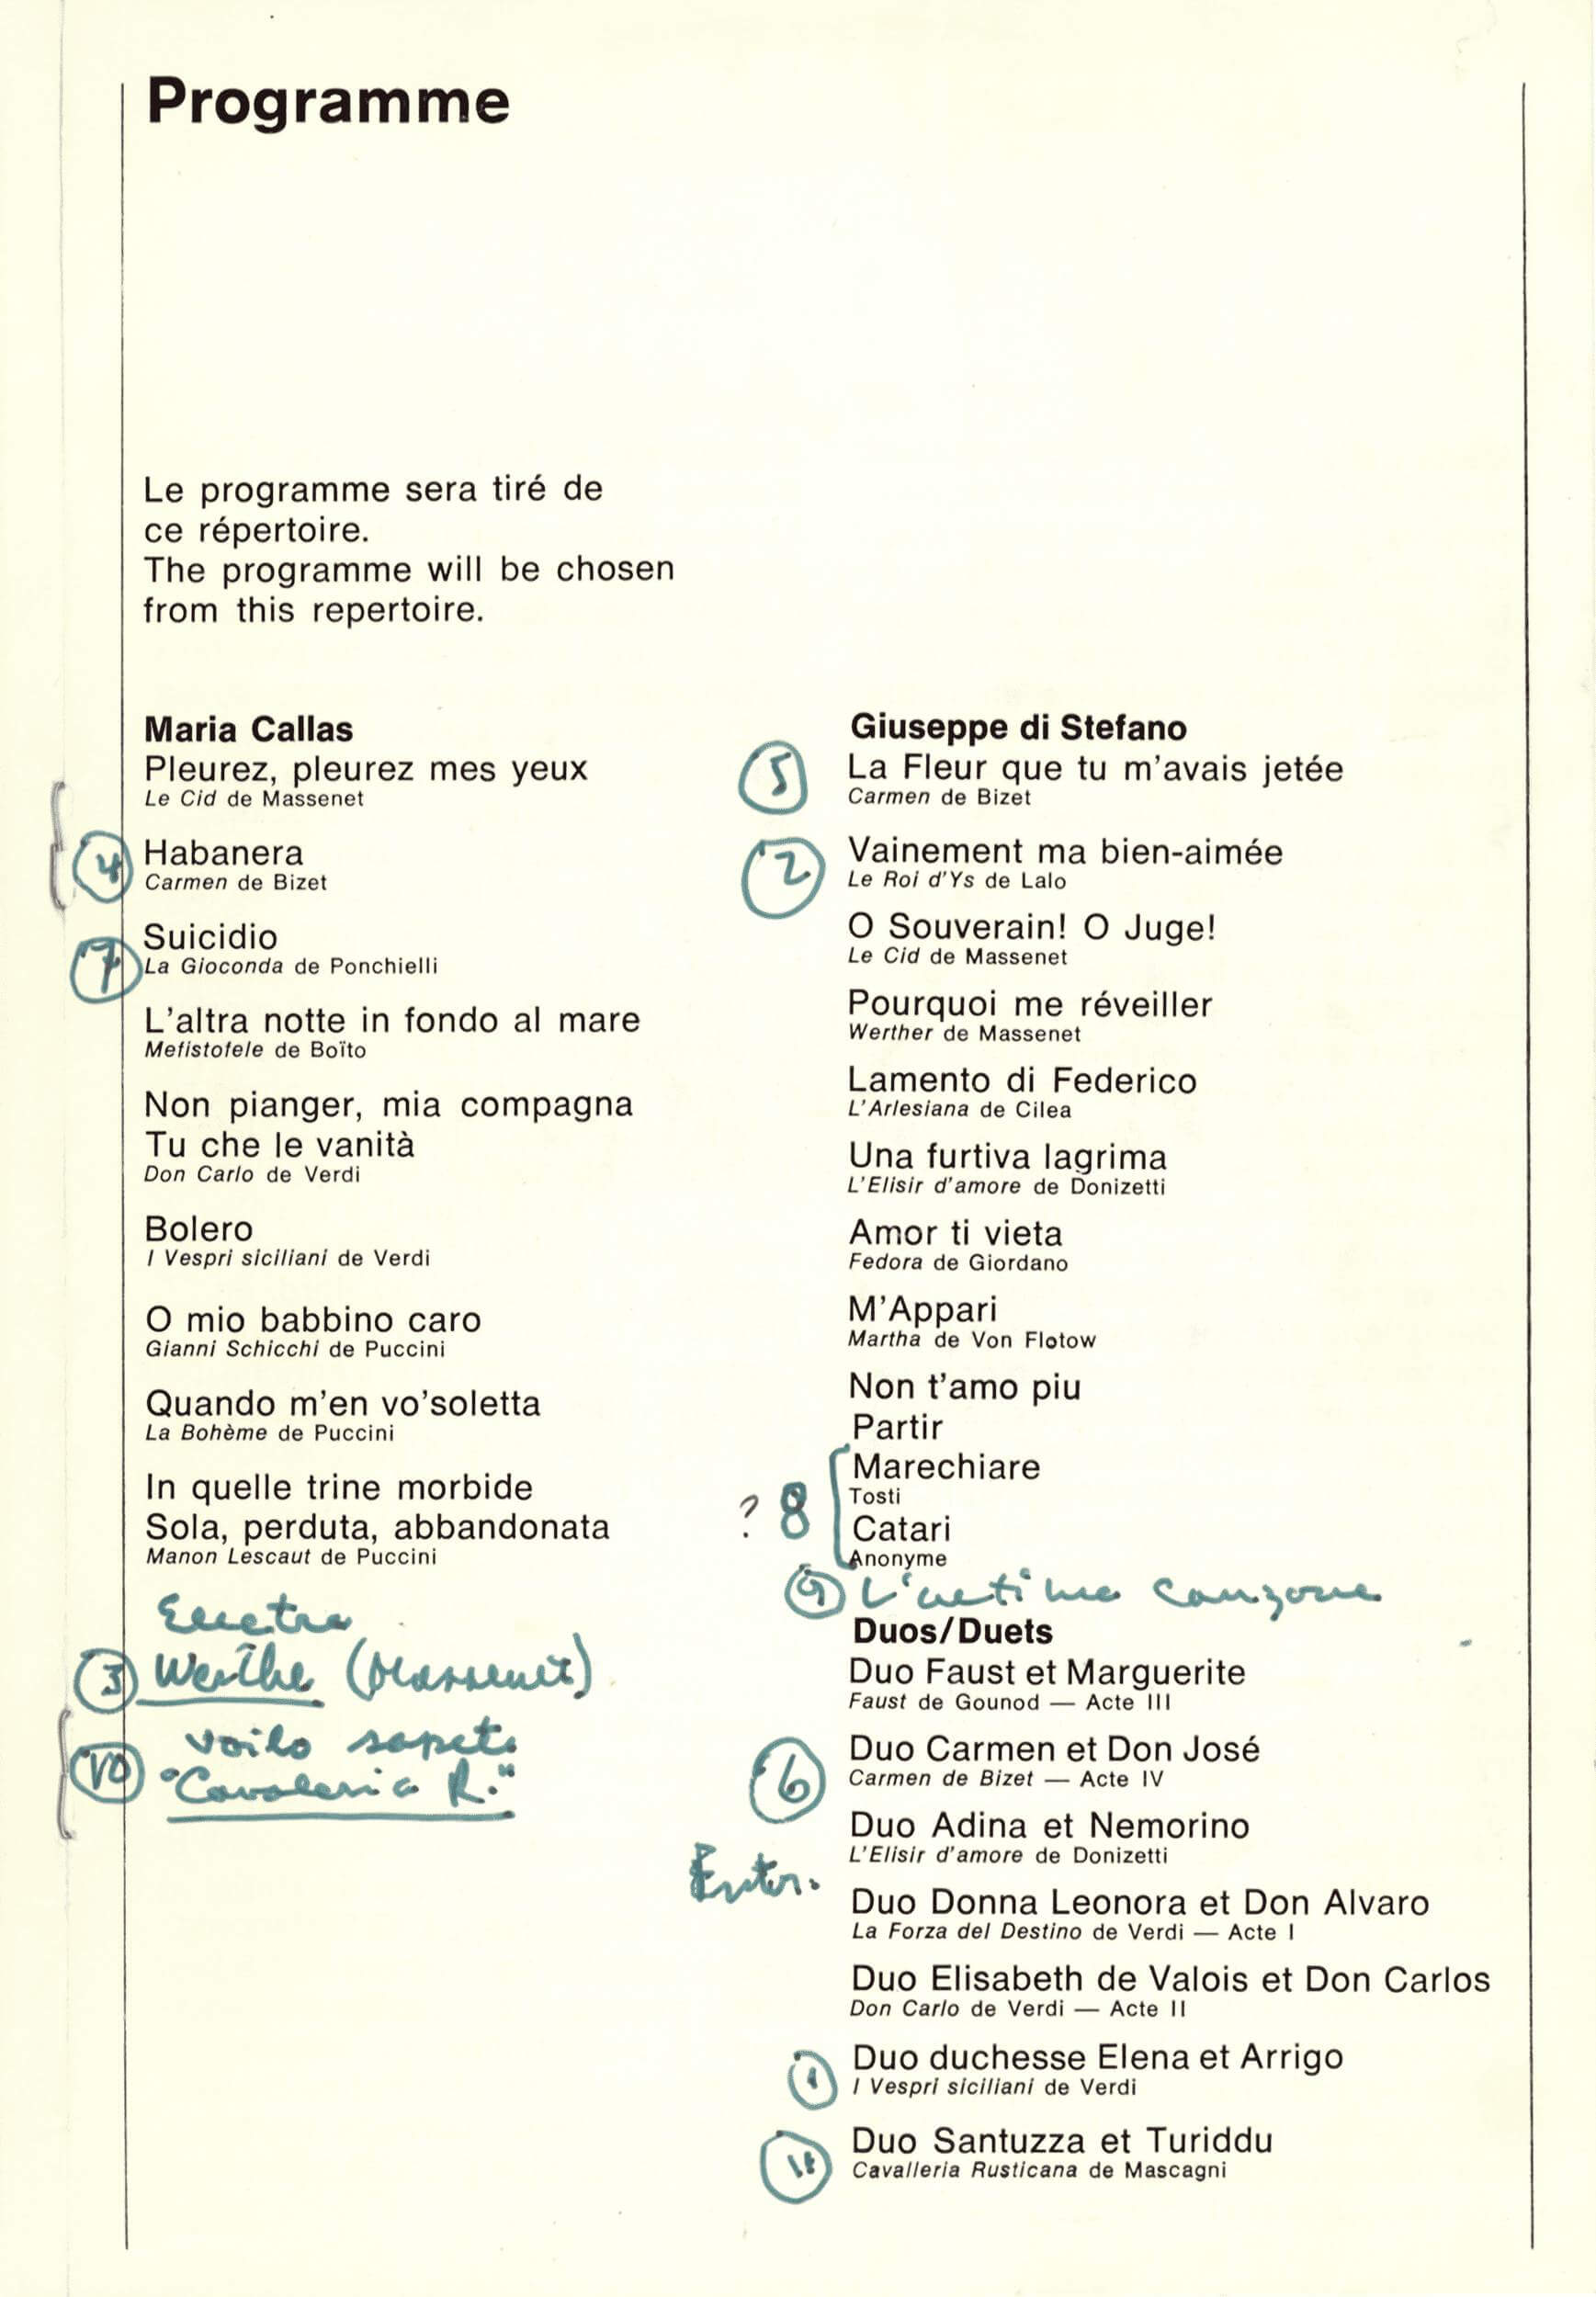 Programme
Le programme sera tiré de
ce répertoire.
The programme will be chosen
from this repertoire.
Maria Callas
Pleurez, pleurez mes yeux
Le Cid de Massenet
4 Habanera
Carmen de Bizet
7 Suicidio
La Gioconda de Ponchielli
L'altra notte in fondo al mare
Mefistofele de Boïto
Non pianger, mia compagna
Tu che le vanità
Don Carlo de Verdi
Bolero
I Vespri siciliani de Verdi
O mio babbino caro
Gianni Schicchi de Puccini
Quando m'en vo'soletta
La Bohème de Puccini
In quelle trine morbide
Sola, perduta, abbandonata
Manon Lescaut de Puccini
3 Werthe (Massenet)
voilo sapete
10 "Cavaleria R."
Giuseppe di Stefano
5 La Fleur que tu m'avais jetée
Carmen de Bizet
2 Vainement ma bien-aimée
Le Roi d'Ys de Lalo
O Souverain! O Juge!
Le Cid de Massenet
Pourquoi me réveiller
Werther de Massenet
Lamento di Federico
L'Arlesiana de Cilea
Una furtiva lagrima
L'Elisir d'amore de Donizetti
Amor ti vieta
Fedora de Giordano
M'Appari
Martha de Von Flotow
Non t'amo piu
Partir
Marechiare
Tosti
? 8
Catari
Anonyme
9 L'ultima canzone
Duos/Duets
Duo Faust et Marguerite
Faust de Gounod — Acte III
6 Duo Carmen et Don José
Carmen de Bizet — Acte IV
Duo Adina et Nemorino
L'Elisir d'amore de Donizetti
Entr.
Duo Donna Leonora et Don Alvaro
La Forza del Destino de Verdi — Acte I
Duo Elisabeth de Valois et Don Carlos
Don Carlo de Verdi — Acte II
1 Duo duchesse Elena et Arrigo
I Vespri siciliani de Verdi
11 Duo Santuzza et Turiddu
Cavalleria Rusticana de Mascagni